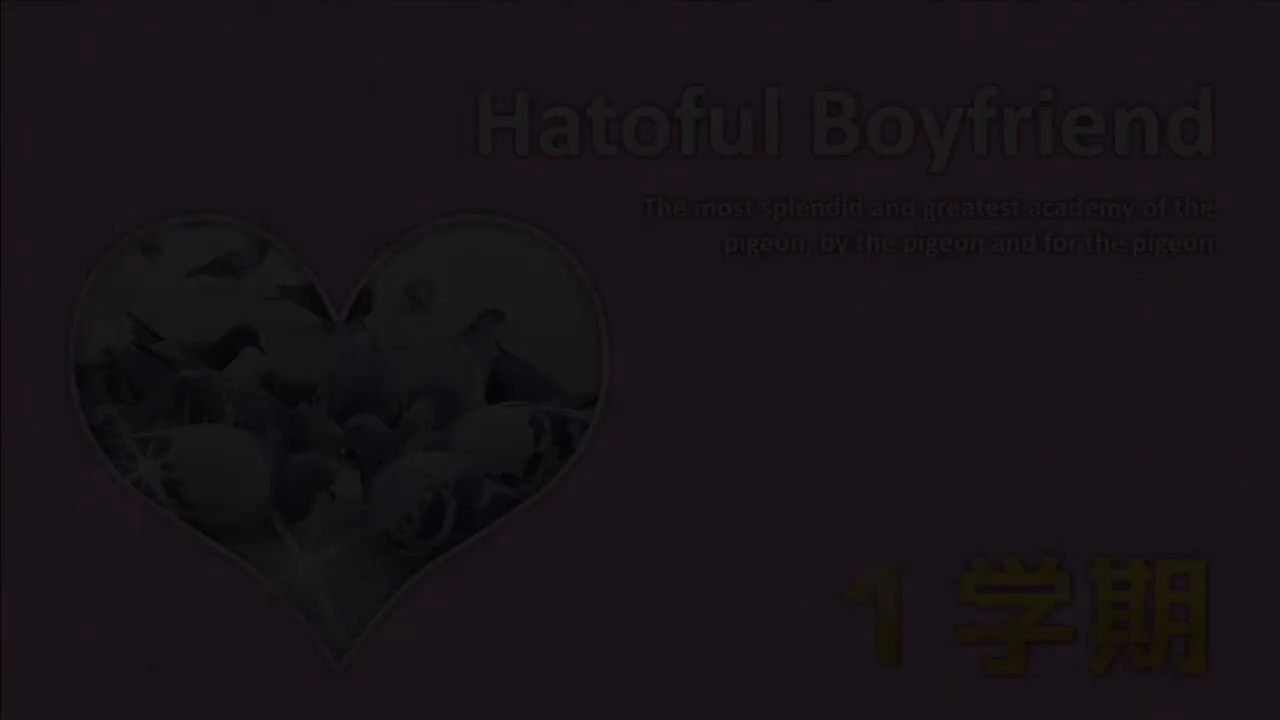 Hatoful Boyfriend
The most splendid and greatest academy of the
pigeon, by the pigeon and for the pigeon
1 学期